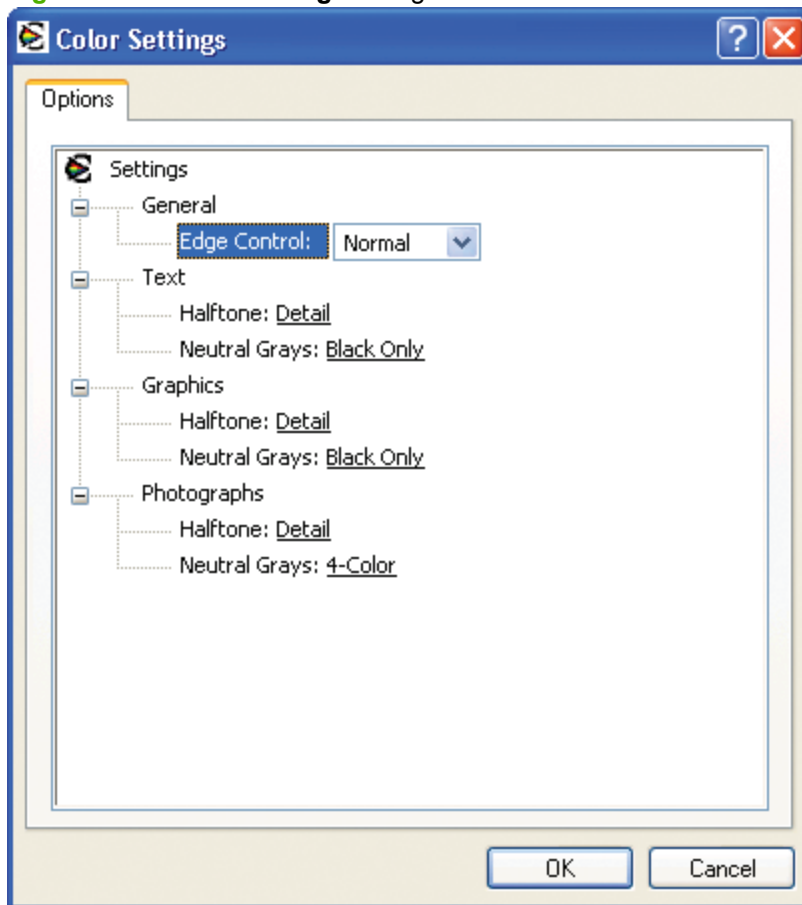 Color Settings
Options
Settings
General
Edge Control: Normal
Text
Halftone: Detail
Neutral Grays: Black Only
Graphics
Halftone: Detail
Neutral Grays: Black Only
Photographs
Halftone: Detail
Neutral Grays: 4-Color
OK Cancel